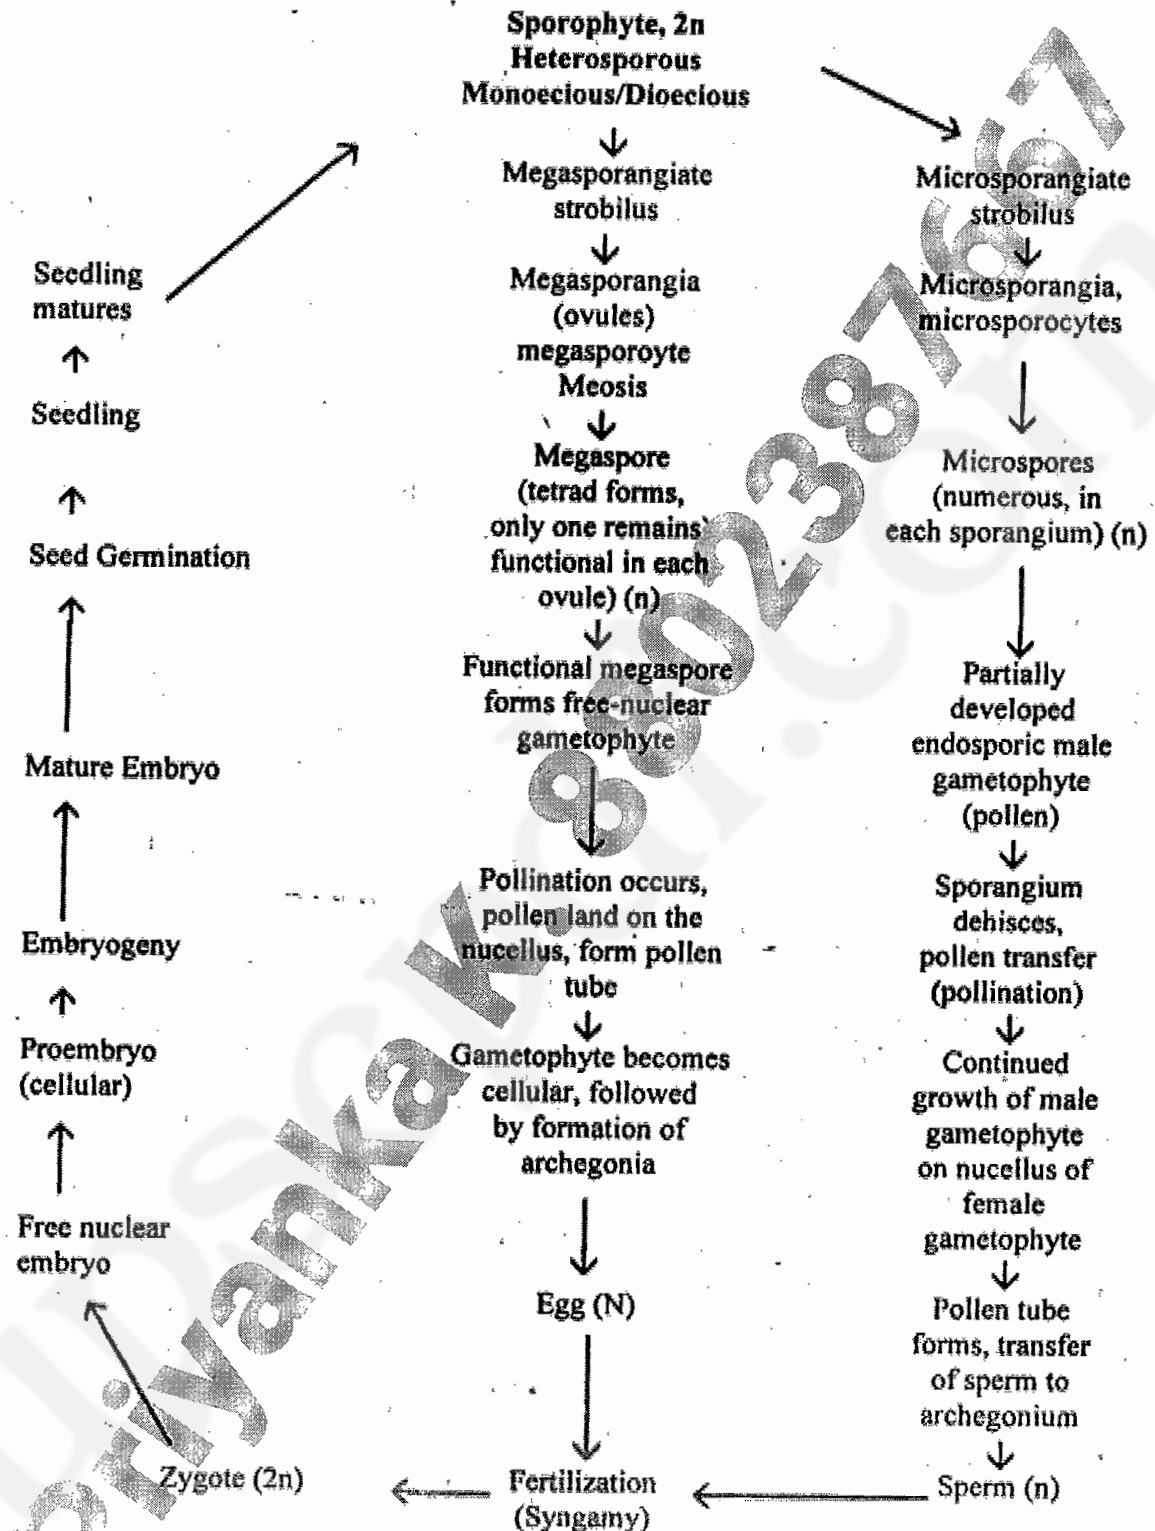 Sporophyte, 2n
Heterosporous
Monoecious/Dioecious
Megasporangiate
strobilus
Megasporangia
(ovules)
megasporoyte
Meosis
Megaspore
(tetrad forms,
only one remains)
functional in each
ovule) (n)
Functional megaspore
forms free-nuclear
gametophyte
Pollination occurs,
pollen land on the
nucellus, form pollen
tube
Gametophyte becomes
cellular, followed
by formation of
archegonia
Egg (N)
Fertilization
(Syngamy)
Microsporangiate
strobilus
Microsporangia,
microsporocytes
Microspores
(numerous, in
each sporangium) (n)
Partially
developed
endosporic male
gametophyte
(pollen)
Sporangium
dehisces,
pollen transfer
(pollination)
Continued
growth of male
gametophyte
on nucellus of
female
gametophyte
Pollen tube
forms, transfer
of sperm to
archegonium
Sperm (n)
Zygote (2n)
Free nuclear
embryo
Proembryo
(cellular)
Embryogeny
Mature Embryo
Seed Germination
Seedling
Seedling
matures
Priyanka K. 8802387667